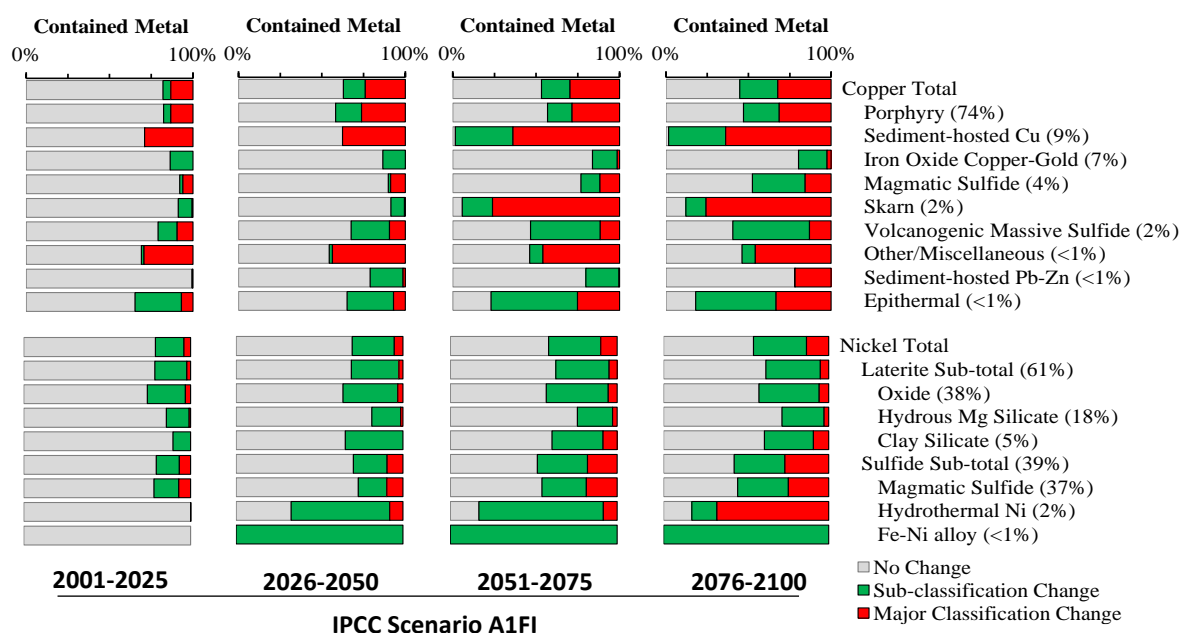 Contained Metal Contained Metal Contained Metal Contained Metal
0% 100% 0% 100% 0% 100% 0% 100%
Copper Total
Porphyry (74%)
Sediment-hosted Cu (9%)
Iron Oxide Copper-Gold (7%)
Magmatic Sulfide (4%)
Skarn (2%)
Volcanogenic Massive Sulfide (2%)
Other/Miscellaneous (<1%)
Sediment-hosted Pb-Zn (<1%)
Epithermal (<1%)
Nickel Total
Laterite Sub-total (61%)
Oxide (38%)
Hydrous Mg Silicate (18%)
Clay Silicate (5%)
Sulfide Sub-total (39%)
Magmatic Sulfide (37%)
Hydrothermal Ni (2%)
Fe-Ni alloy (<1%)
2001-2025 2026-2050 2051-2075 2076-2100
No Change
Sub-classification Change
Major Classification Change
IPCC Scenario A1FI